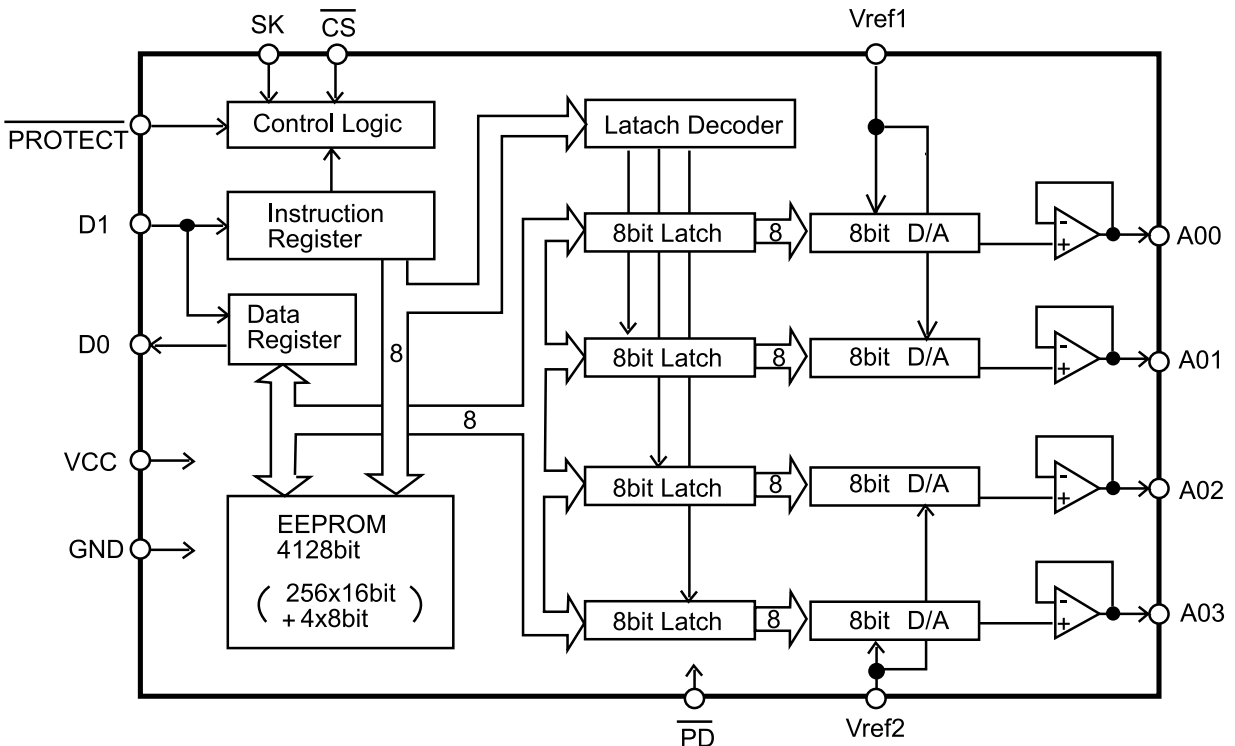 SK
CS
Vref1
PROTECT
Control Logic
Latach Decoder
D1
Instruction
Register
8bit Latch
8
8bit D/A
-
+
A00
D0
Data
Register
8
8bit Latch
8
8bit D/A
-
+
A01
8
VCC
8bit Latch
8
8bit D/A
-
+
A02
GND
EEPROM
4128bit
( 256x16bit
+ 4x8bit )
8bit Latch
8
8bit D/A
-
+
A03
PD
Vref2